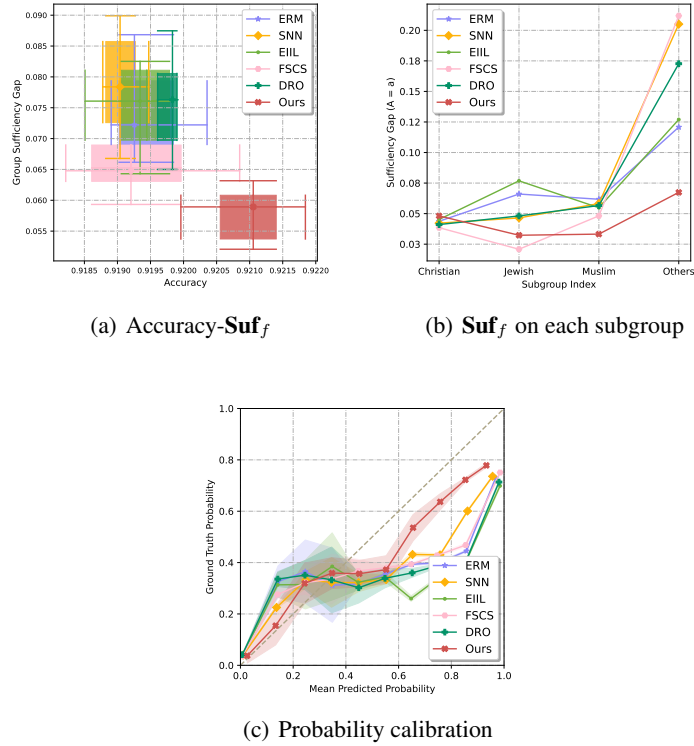 0.090
0.085
0.080
0.075
0.070
0.065
0.060
0.055
Group Sufficiency Gap
ERM
SNN
EIIL
FSCS
DRO
Ours
0.9185 0.9190 0.9195 0.9200 0.9205 0.9210 0.9215 0.9220
Accuracy
0.20
0.18
0.15
0.12
0.10
0.08
0.05
0.03
Sufficiency Gap (A = a)
ERM
SNN
EIIL
FSCS
DRO
Ours
Christian Jewish Muslim Others
Subgroup Index
(a) Accuracy-Suf_f
(b) Suf_f on each subgroup
1.0
0.8
0.6
0.4
0.2
0.0
Ground Truth Probability
ERM
SNN
EIIL
FSCS
DRO
Ours
0.0 0.2 0.4 0.6 0.8 1.0
Mean Predicted Probability
(c) Probability calibration